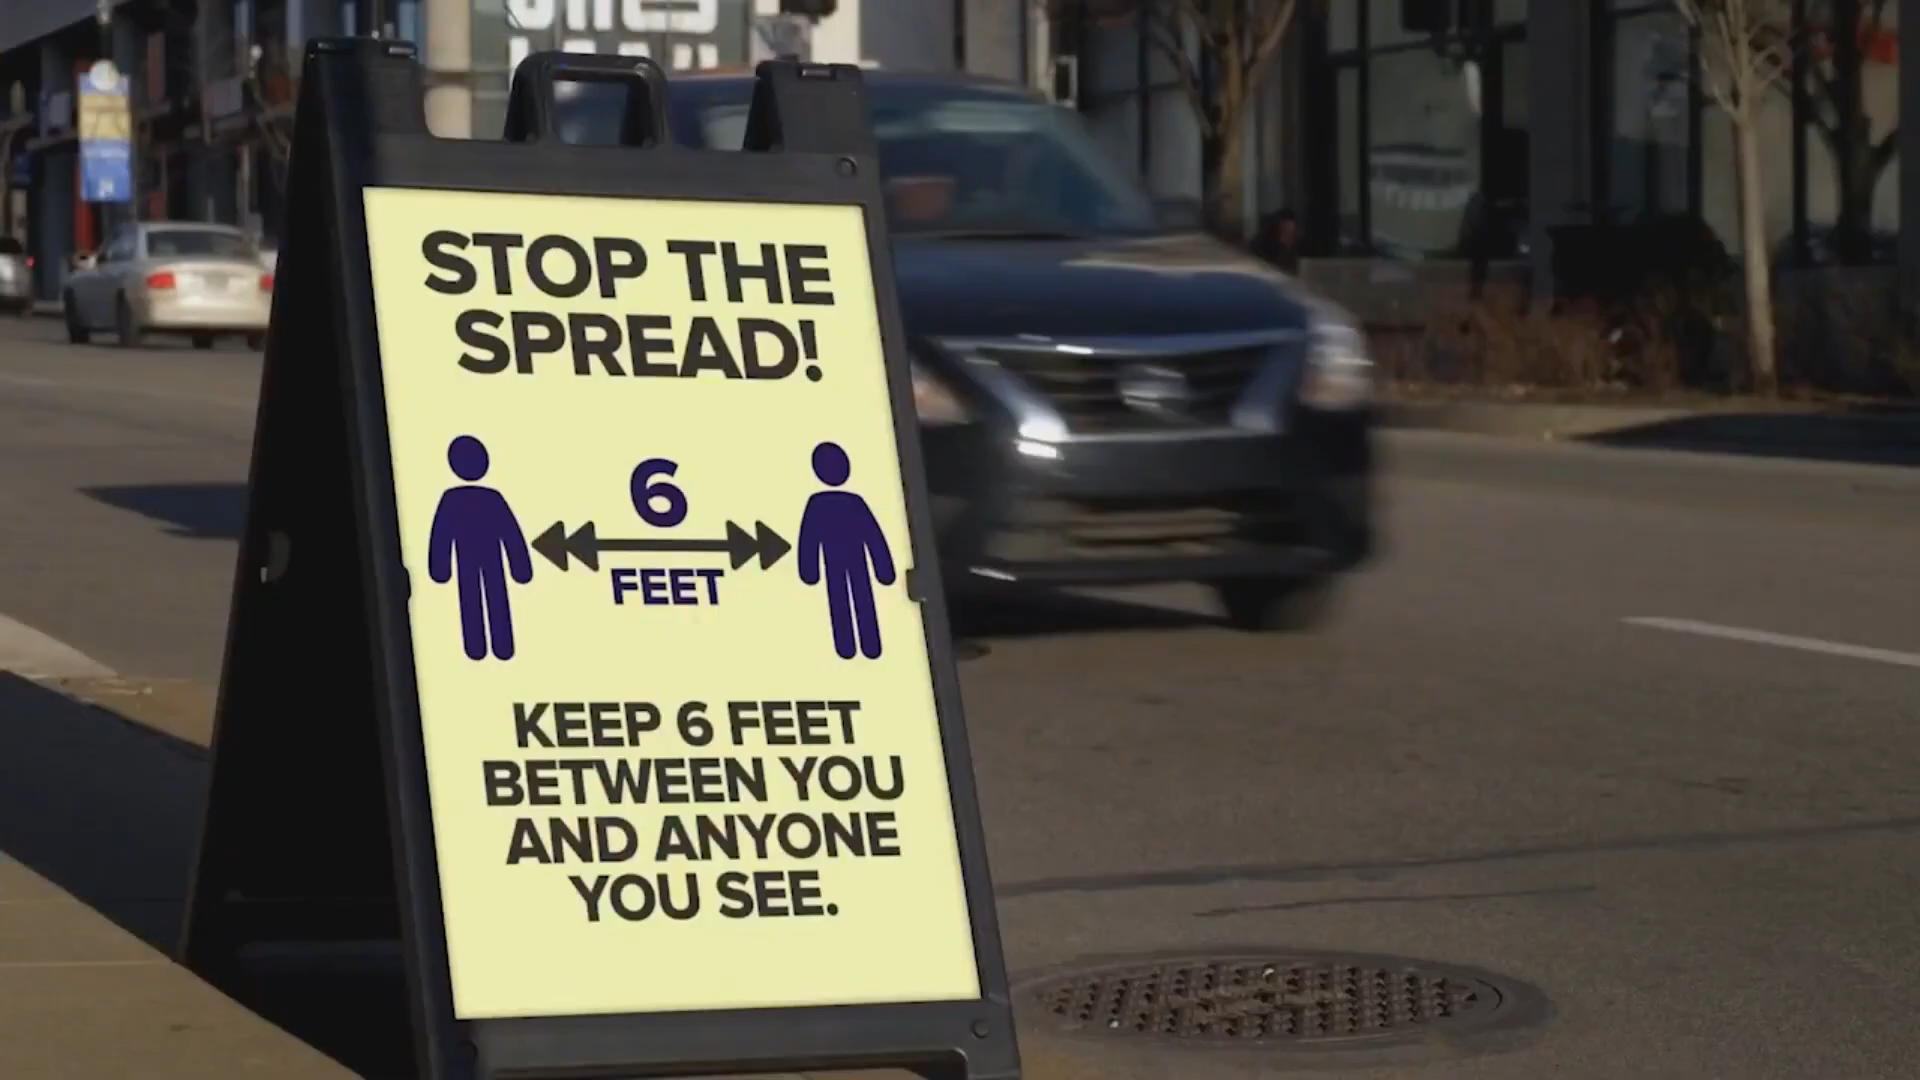 STOP THE
SPREAD!
6
FEET
KEEP 6 FEET
BETWEEN YOU
AND ANYONE
YOU SEE.